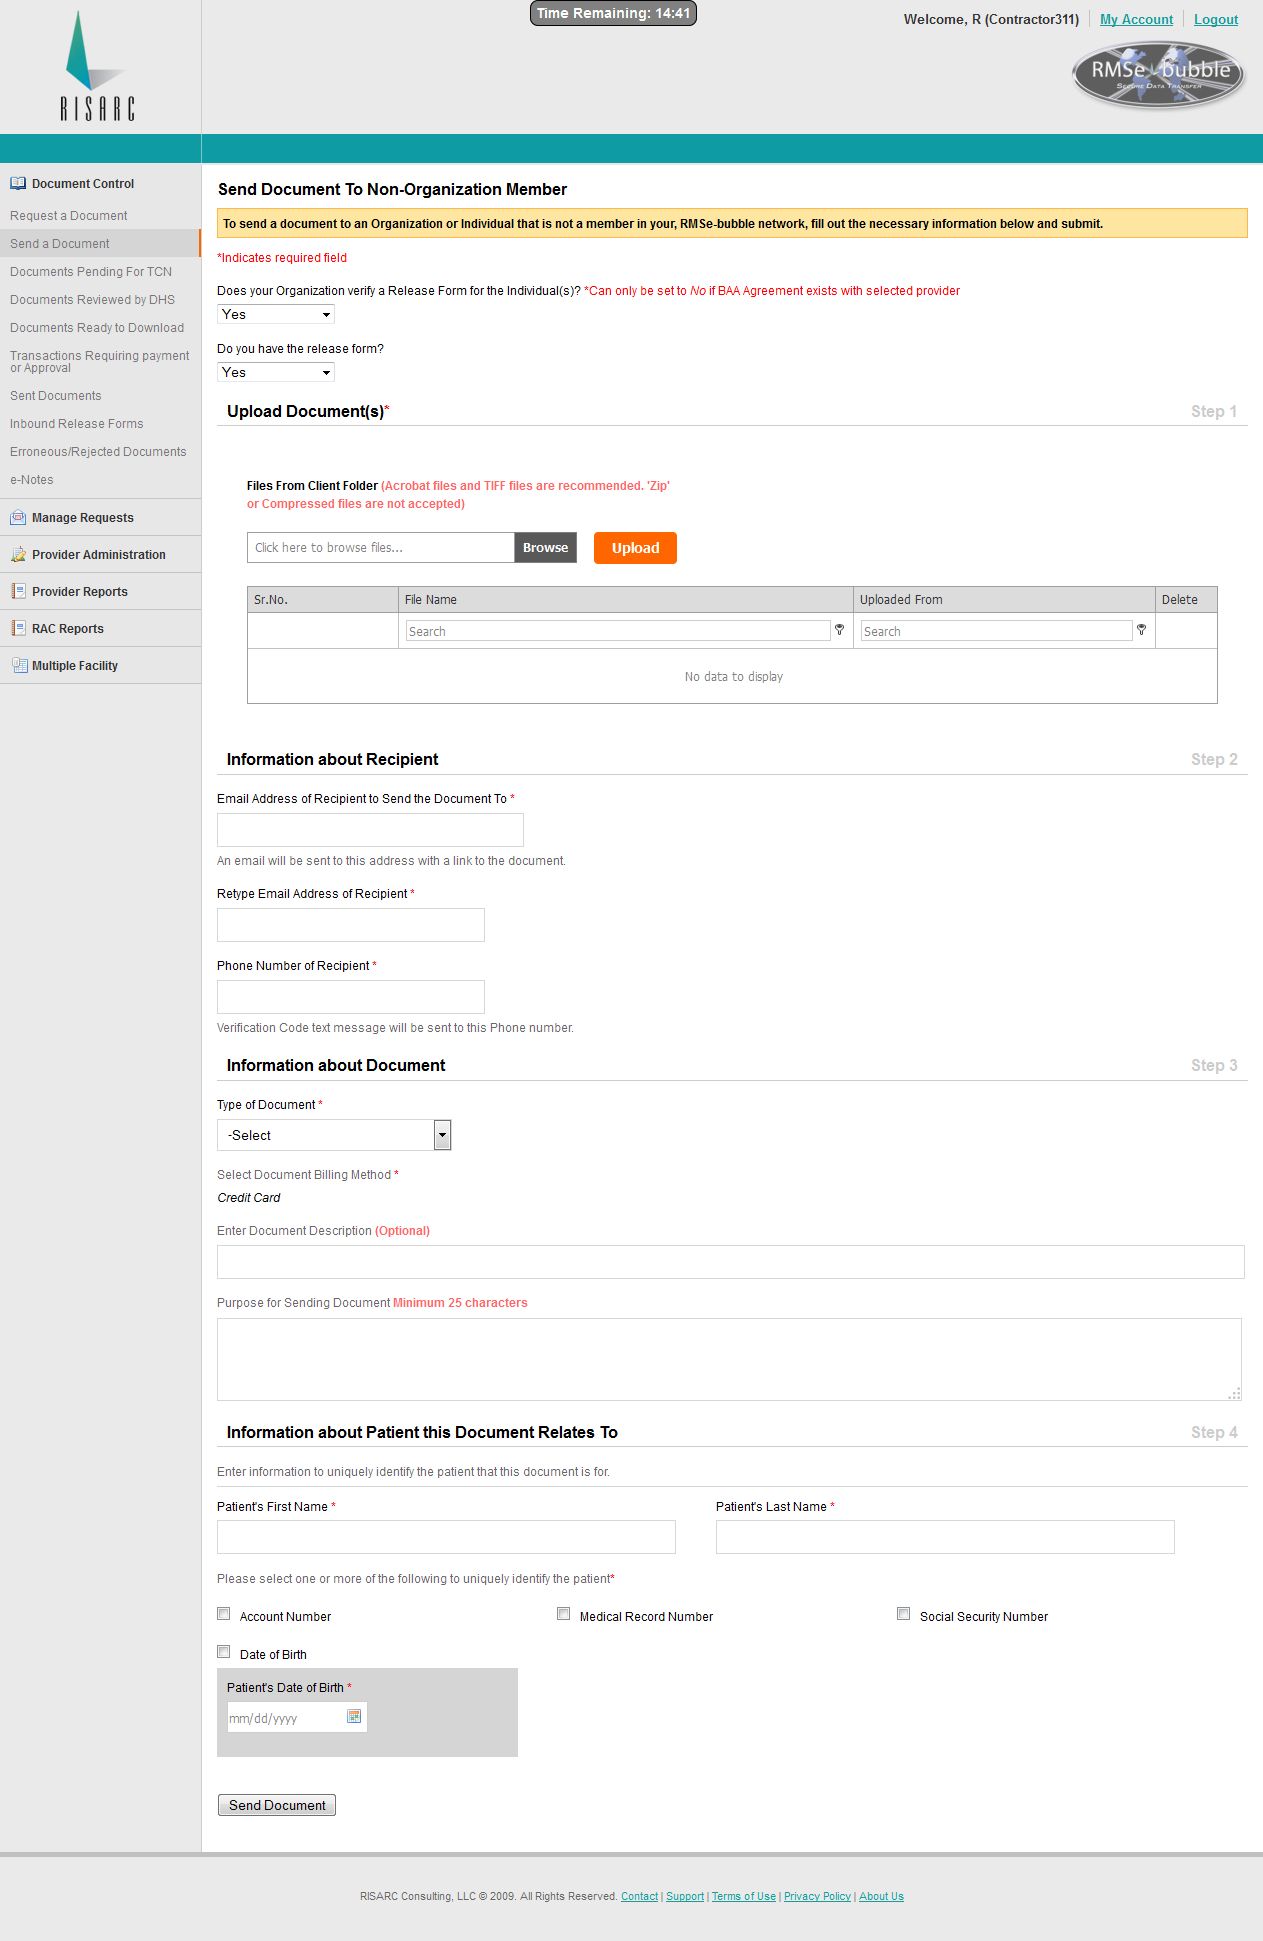 Time Remaining: 14:41
Welcome, R (Contractor311) My Account Logout
RISARC
RMSe bubble
Secure Data Transfer
Document Control
Request a Document
Send a Document
Documents Pending For TCN
Documents Reviewed by DHS
Documents Ready to Download
Transactions Requiring payment
or Approval
Sent Documents
Inbound Release Forms
Erroneous/Rejected Documents
e-Notes
Manage Requests
Provider Administration
Provider Reports
RAC Reports
Multiple Facility
Send Document To Non-Organization Member
To send a document to an Organization or Individual that is not a member in your, RMSe-bubble network, fill out the necessary information below and submit.
*Indicates required field
Does your Organization verify a Release Form for the Individual(s)? *Can only be set to No if BAA Agreement exists with selected provider
Yes
Do you have the release form?
Yes
Upload Document(s)* Step 1
Files From Client Folder (Acrobat files and TIFF files are recommended. 'Zip'
or Compressed files are not accepted)
Click here to browse files... Browse Upload
Sr.No. File Name Uploaded From Delete
Search Search
No data to display
Information about Recipient Step 2
Email Address of Recipient to Send the Document To *
An email will be sent to this address with a link to the document.
Retype Email Address of Recipient *
Phone Number of Recipient *
Verification Code text message will be sent to this Phone number.
Information about Document Step 3
Type of Document *
-Select
Select Document Billing Method *
Credit Card
Enter Document Description (Optional)
Purpose for Sending Document Minimum 25 characters
Information about Patient this Document Relates To Step 4
Enter information to uniquely identify the patient that this document is for.
Patient's First Name * Patient's Last Name *
Please select one or more of the following to uniquely identify the patient*
Account Number Medical Record Number Social Security Number
Date of Birth
Patient's Date of Birth *
mm/dd/yyyy
Send Document
RISARC Consulting, LLC © 2009. All Rights Reserved. Contact | Support | Terms of Use | Privacy Policy | About Us